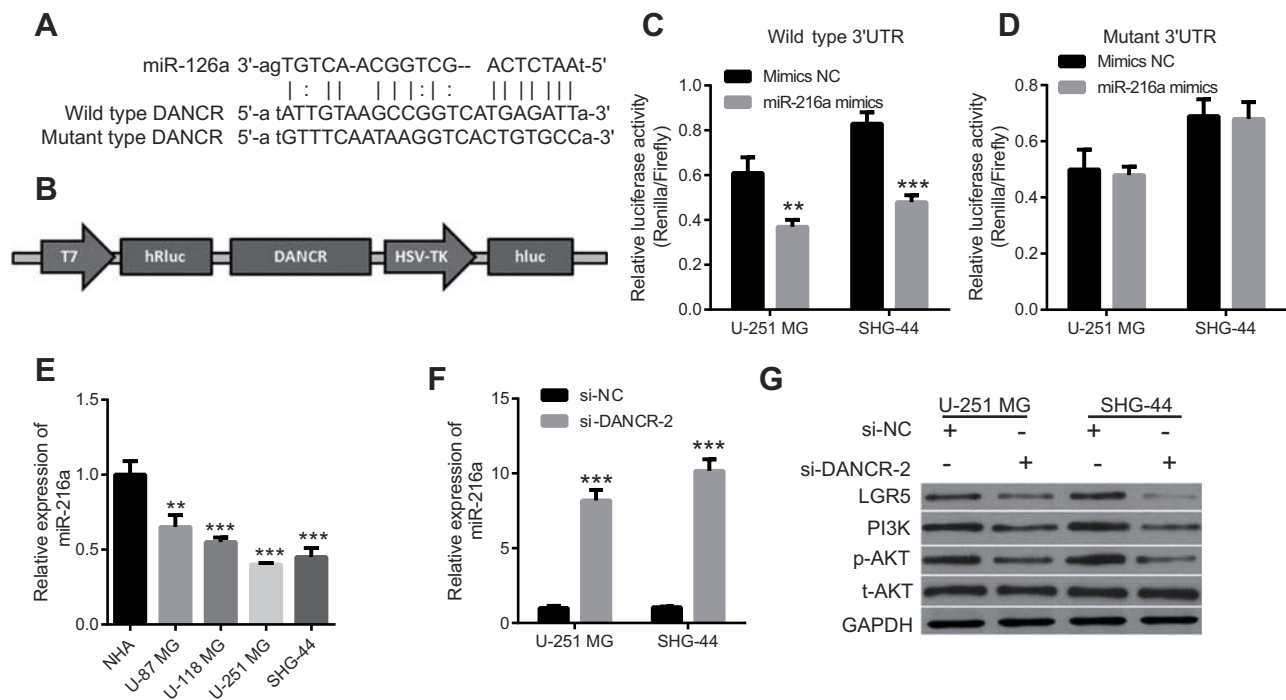 A
miR-126a 3'-agTGTCA-ACGGTCG-- ACTCTAAt-5'
Wild type DANCR 5'-a tATTGTAAGCCGGTCATGAGATTa-3'
Mutant type DANCR 5'-a tGTTTCAATAAGGTCACTGTGCCa-3'
B
T7 hRluc DANCR HSV-TK hluc
C
Wild type 3'UTR
Mimics NC
miR-216a mimics
Relative luciferase activity
(Renilla/Firefly)
1.0
0.8
0.6
0.4
0.2
0.0
**
***
U-251 MG SHG-44
D
Mutant 3'UTR
Mimics NC
miR-216a mimics
Relative luciferase activity
(Renilla/Firefly)
0.8
0.6
0.4
0.2
0.0
U-251 MG SHG-44
E
Relative expression of
miR-216a
1.5
1.0
0.5
0.0
**
***
***
***
NHA
U-87 MG
U-118 MG
U-251 MG
SHG-44
F
si-NC
si-DANCR-2
Relative expression of
miR-216a
15
10
5
0
***
***
U-251 MG SHG-44
G
U-251 MG SHG-44
si-NC + - + -
si-DANCR-2 - + - +
LGR5
PI3K
p-AKT
t-AKT
GAPDH